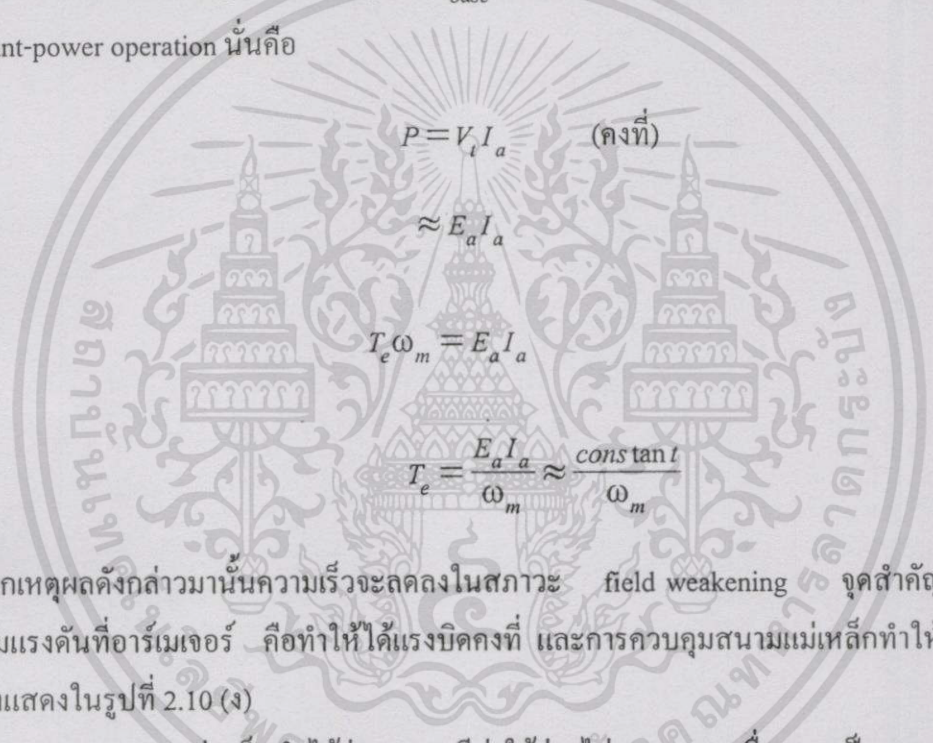 base
nt-power operation นั่นคือ
P = V_t I_a (คงที่)
≈ E_a I_a
T_e ω_m = E_a I_a
T_e = E_a I_a / ω_m ≈ cons tan t / ω_m
กเหตุผลดังกล่าวมานั้นความเร็วจะลดลงในสภาวะ field weakening จุดสำคัญ
มแรงดันที่อาร์เมเจอร์ คือทำให้ได้แรงบิดคงที่ และการควบคุมสนามแม่เหล็กทำให้
แสดงในรูปที่ 2.10 (ง)